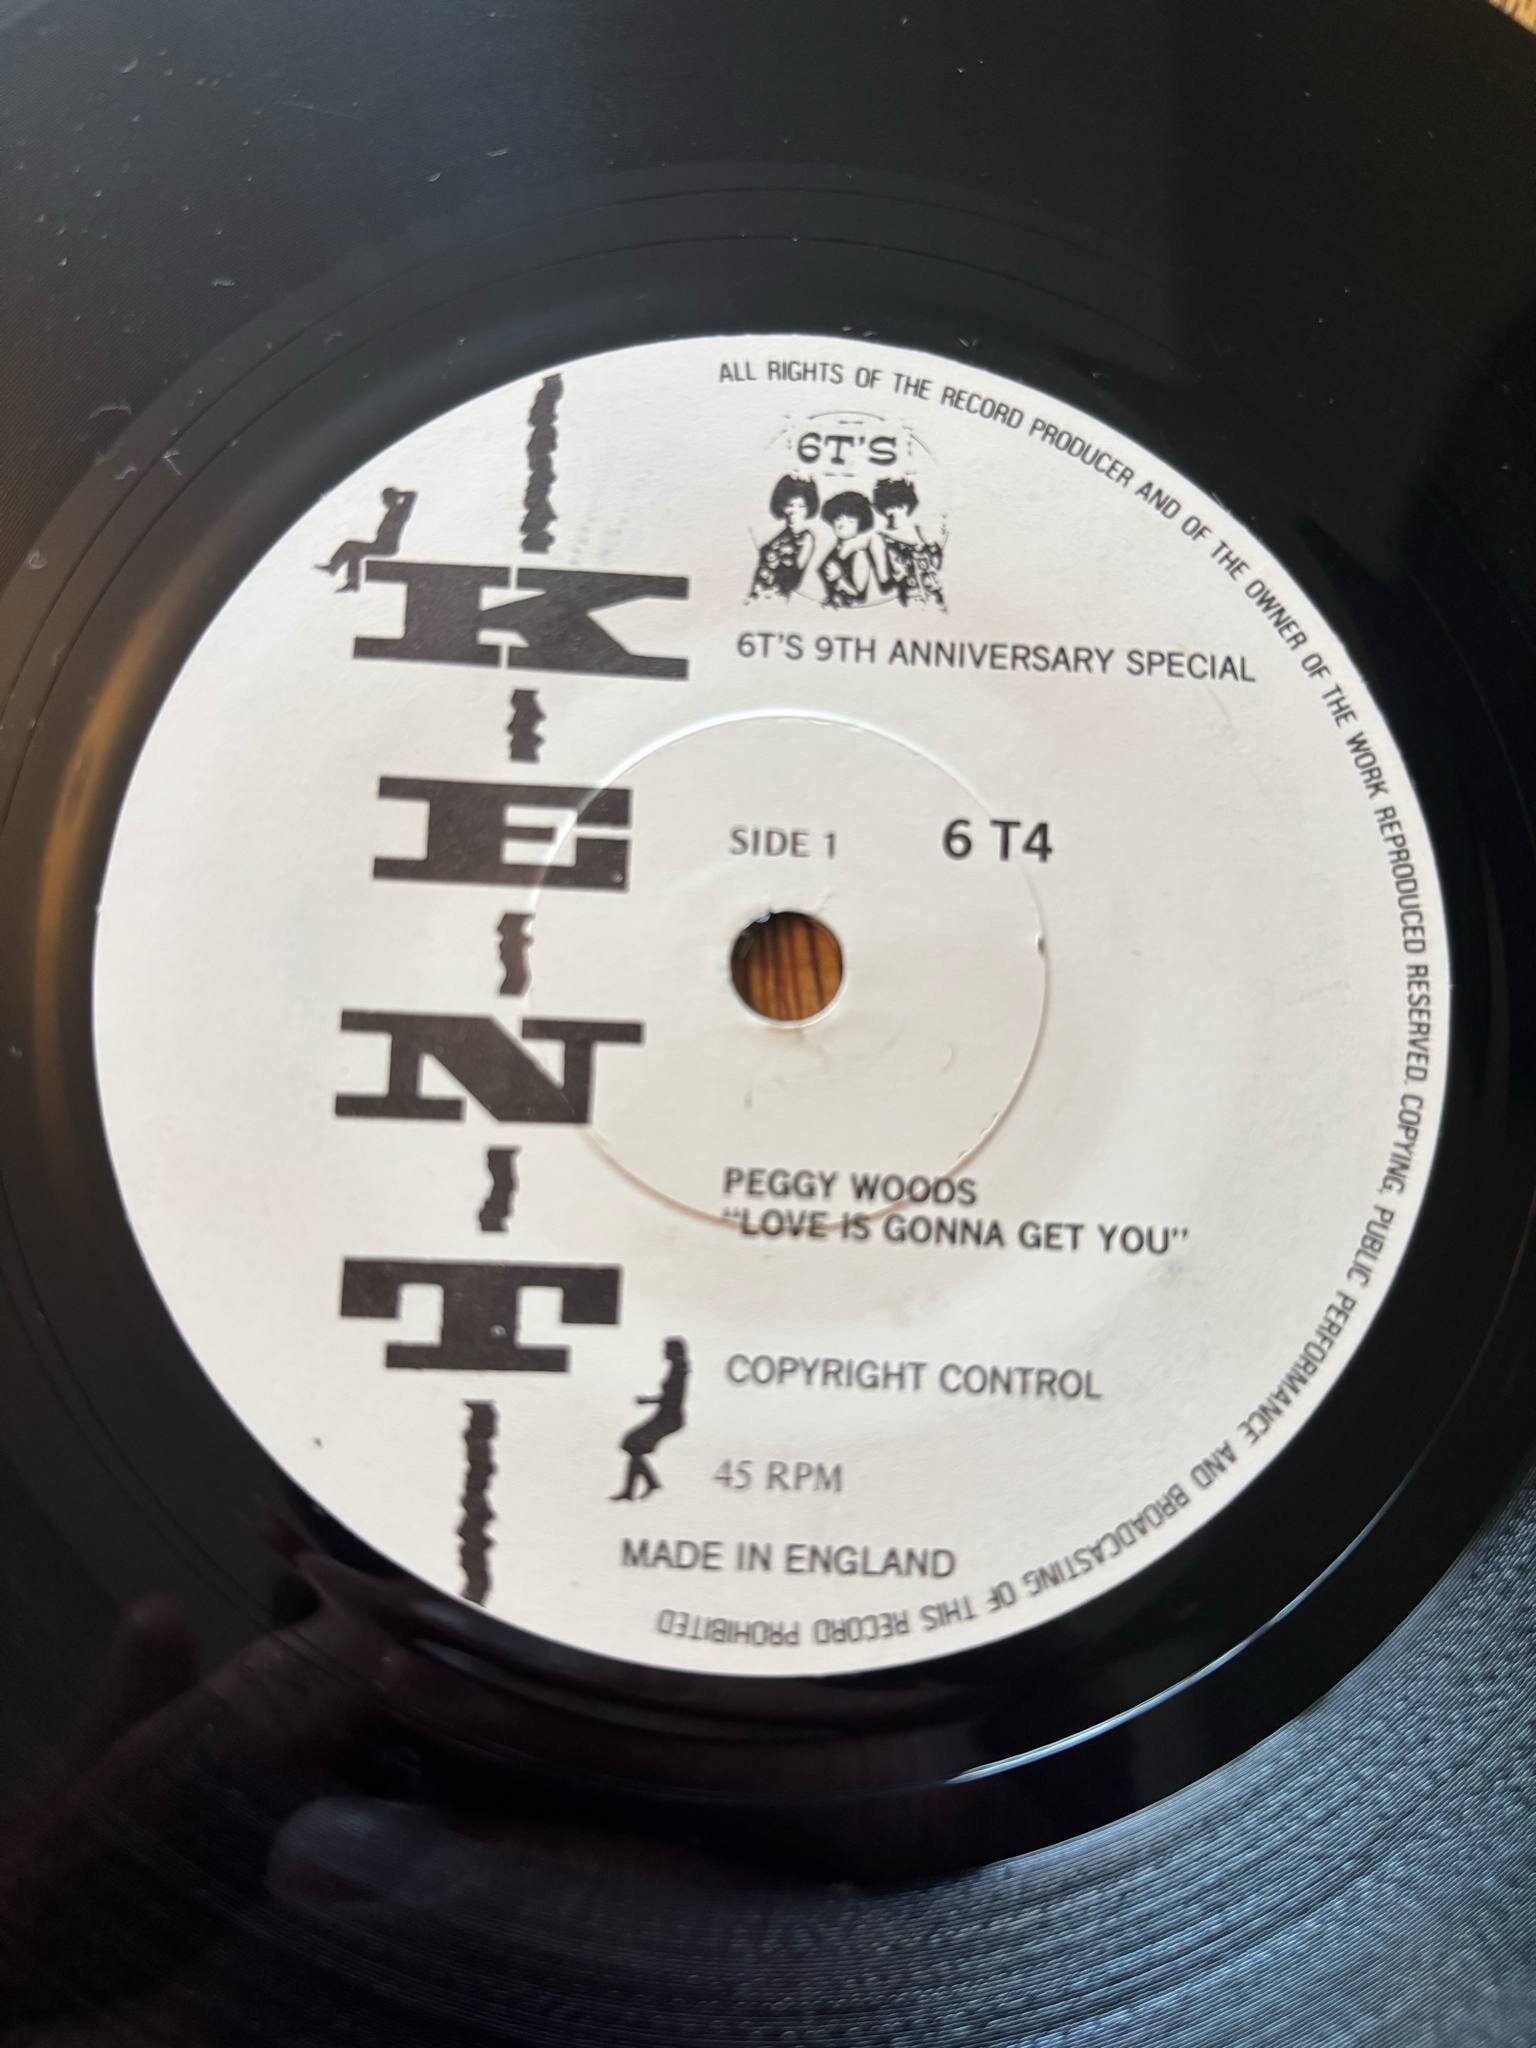 ALL RIGHTS OF THE RECORD PRODUCER AND OF THE OWNER OF THE WORK REPRODUCED RESERVED. COPYING, PUBLIC PERFORMANCE AND BROADCASTING OF THIS RECORD PROHIBITED
6T'S
KENT
6T'S 9TH ANNIVERSARY SPECIAL
SIDE 1 6 T4
PEGGY WOODS
"LOVE IS GONNA GET YOU"
COPYRIGHT CONTROL
45 RPM
MADE IN ENGLAND